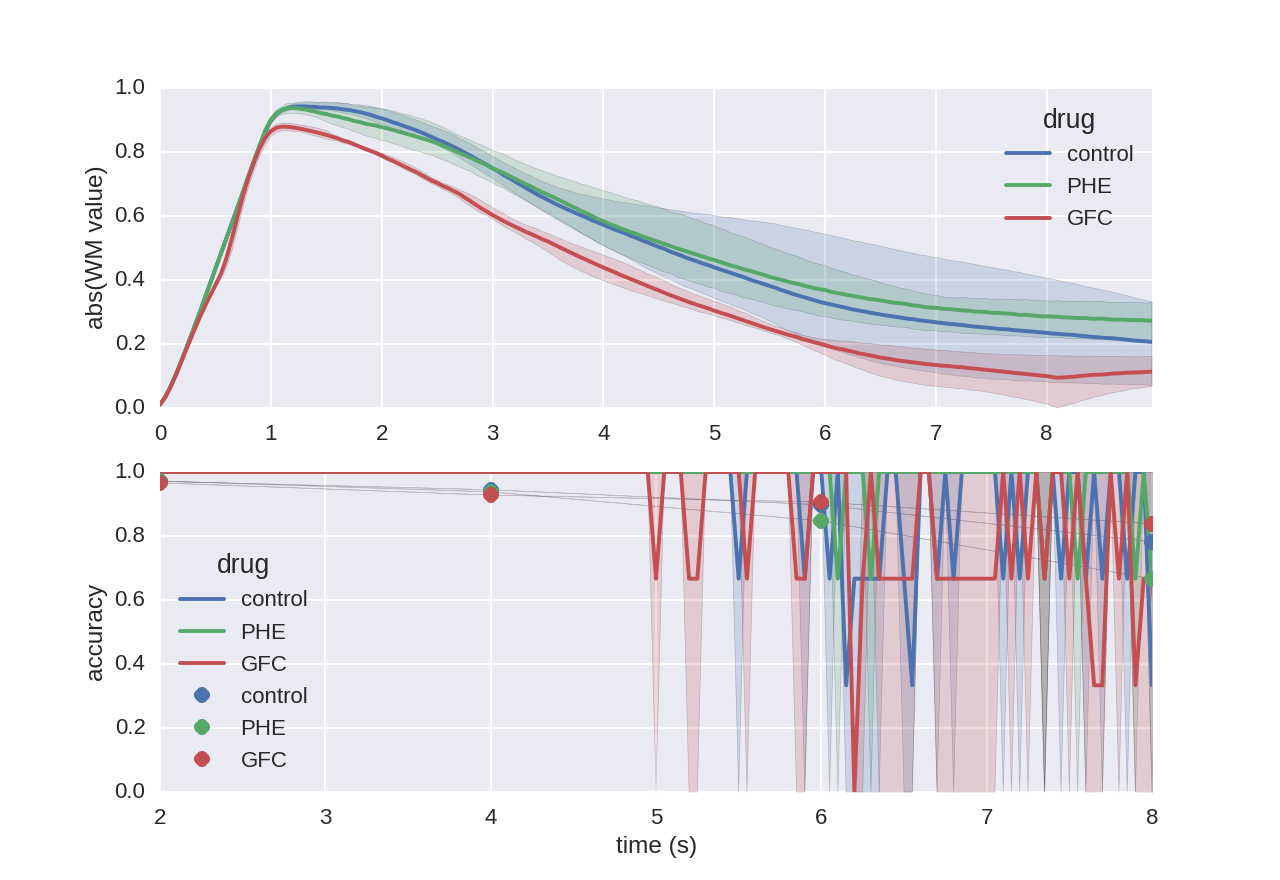 1.0
0.8
0.6
0.4
0.2
0.0
abs(WM value)
drug
control
PHE
GFC
0 1 2 3 4 5 6 7 8
1.0
0.8
0.6
0.4
0.2
0.0
accuracy
drug
control
PHE
GFC
control
PHE
GFC
2 3 4 5 6 7 8
time (s)